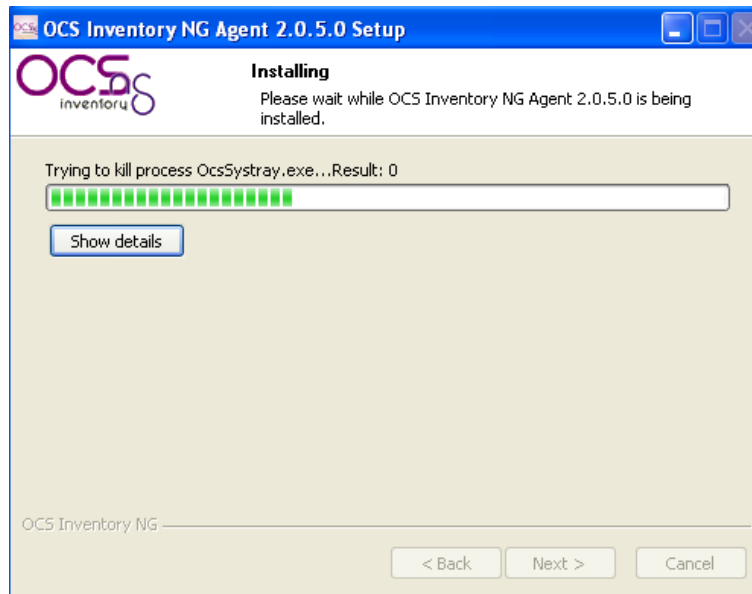 OCS Inventory NG Agent 2.0.5.0 Setup
OCS ng
inventory
Installing
Please wait while OCS Inventory NG Agent 2.0.5.0 is being
installed.
Trying to kill process OcsSystray.exe...Result: 0
Show details
OCS Inventory NG
< Back
Next >
Cancel